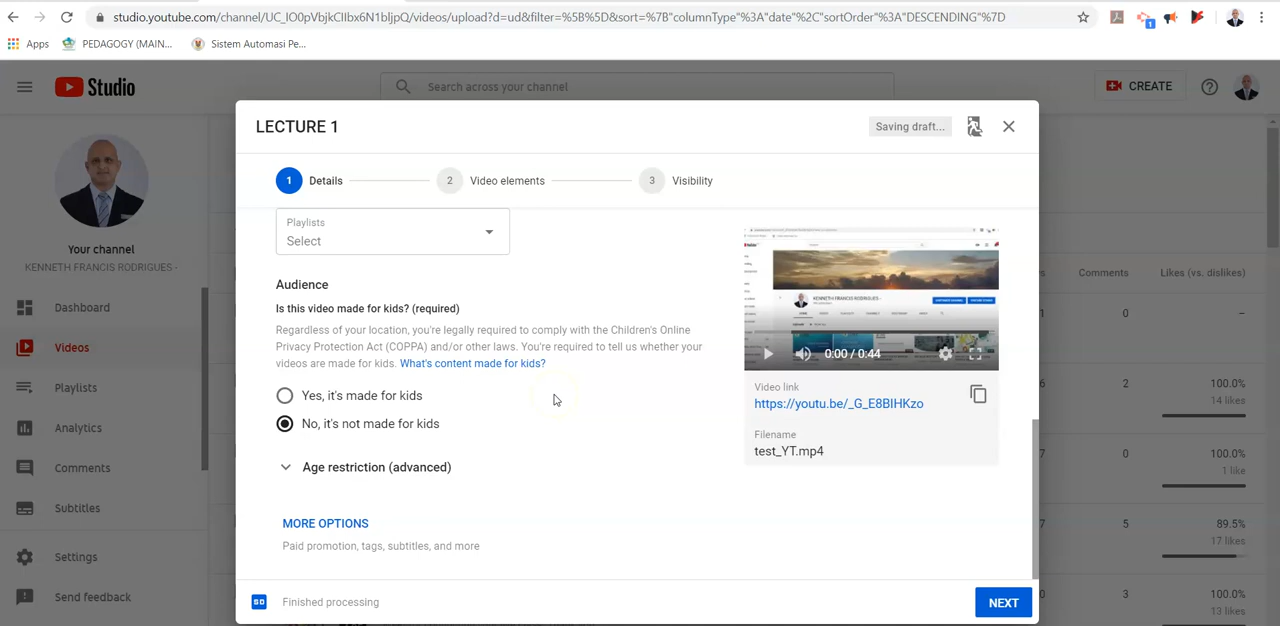 studio.youtube.com/channel/UC_lO0pVbjkCIIbx6N1bljpQ/videos/upload?d=ud&filter=%5B%5D&sort=%7B"columnType"%3A"date"%2C"sortOrder"%3A"DESCENDING"%7D
Apps
PEDAGOGY (MAIN...
Sistem Automasi Pe...
1
Studio
Search across your channel
CREATE
LECTURE 1
Saving draft...
1
Details
2
Video elements
3
Visibility
Your channel
KENNETH FRANCIS RODRIGUES -
Dashboard
Videos
Playlists
Analytics
Comments
Subtitles
Settings
Send feedback
Playlists
Select
Audience
Is this video made for kids? (required)
Regardless of your location, you're legally required to comply with the Children's Online
Privacy Protection Act (COPPA) and/or other laws. You're required to tell us whether your
videos are made for kids. What's content made for kids?
Yes, it's made for kids
No, it's not made for kids
Age restriction (advanced)
MORE OPTIONS
Paid promotion, tags, subtitles, and more
KENNETH FRANCIS RODRIGUES
0:00 / 0:44
Video link
https://youtu.be/_G_E8BlHKzo
Filename
test_YT.mp4
SD
Finished processing
NEXT
Comments
Likes (vs. dislikes)
0
–
2
100.0%
14 likes
0
100.0%
1 like
5
89.5%
17 likes
3
100.0%
13 likes